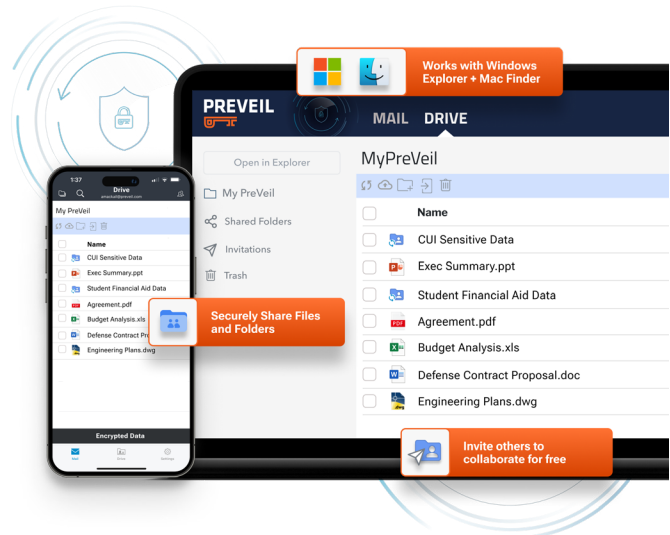 Works with Windows
Explorer + Mac Finder
PREVEIL
MAIL DRIVE
Open in Explorer
My PreVeil
Shared Folders
Invitations
Trash
MyPreVeil
Name
CUI Sensitive Data
Exec Summary.ppt
Student Financial Aid Data
Agreement.pdf
Budget Analysis.xls
Defense Contract Proposal.doc
Engineering Plans.dwg
1:37
Drive
My PreVeil
Name
CUI Sensitive Data
Exec Summary.ppt
Student Financial Aid Data
Agreement.pdf
Budget Analysis.xls
Defense Contract Pr
Engineering Plans.dwg
Encrypted Data
Drive
Settings
Securely Share Files
and Folders
Invite others to
collaborate for free
PDF